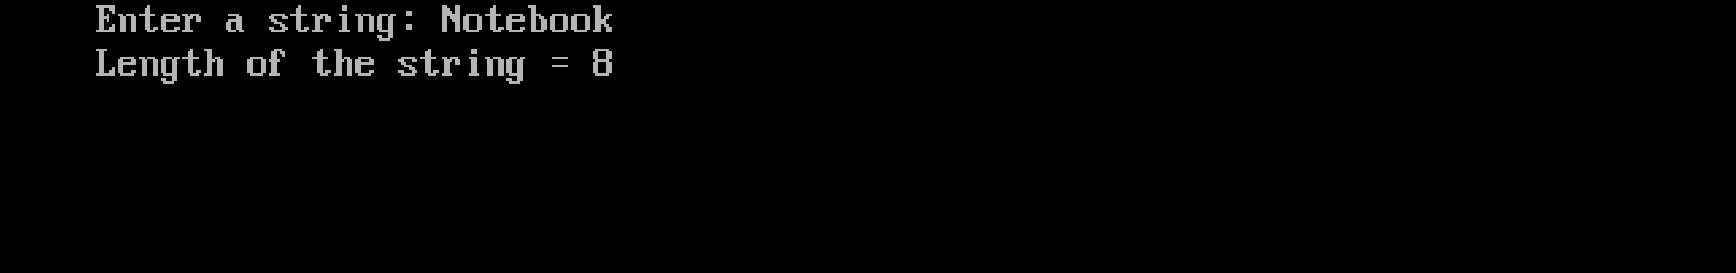 Enter a string: Notebook
Length of the string = 8